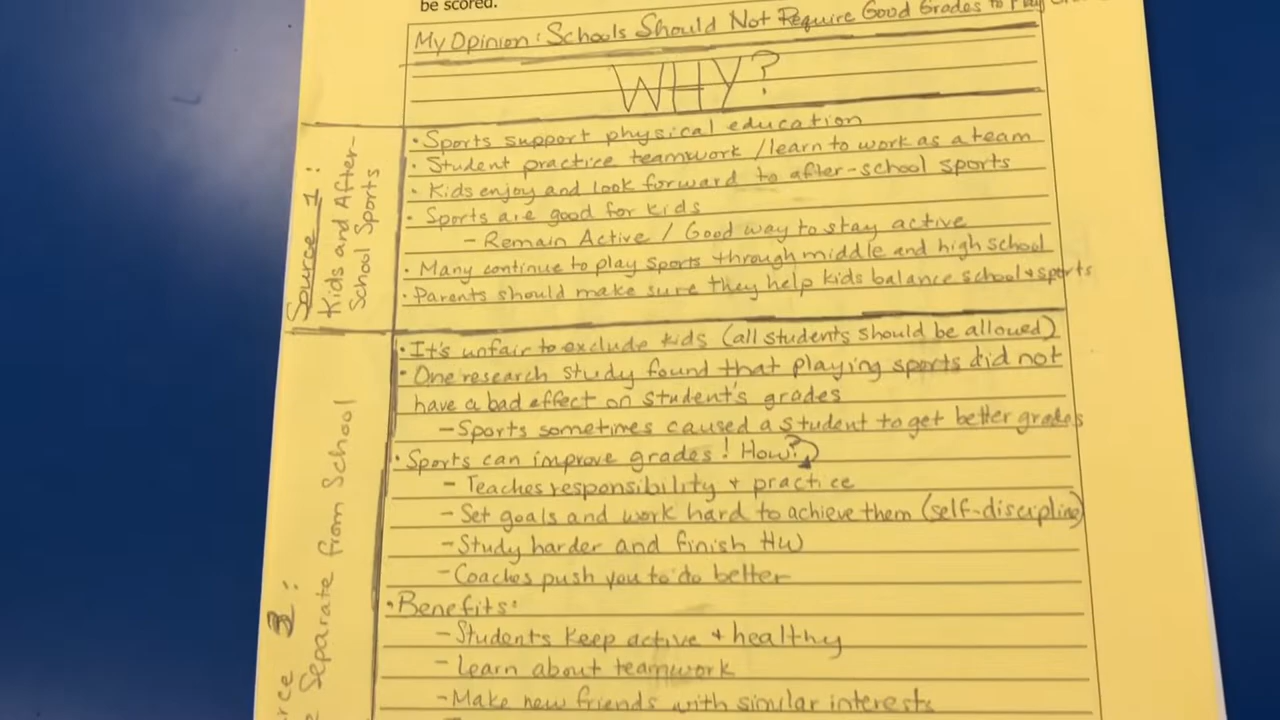 be scored.
My Opinion: Schools Should Not Require Good Grades to Play
WHY?
Source 1:
Kids and After-
School Sports
• Sports support physical education
• Student practice teamwork / learn to work as a team
• Kids enjoy and look forward to after-school sports
• Sports are good for kids
- Remain Active / Good way to stay active
• Many continue to play sports through middle and high school
• Parents should make sure they help kids balance school + sports
3:
Separate from School
• It's unfair to exclude kids (all students should be allowed)
• One research study found that playing sports did not
have a bad effect on student's grades
- Sports sometimes caused a student to get better grades
• Sports can improve grades! How?
- Teaches responsibility + practice
- Set goals and work hard to achieve them (self-discipline)
- Study harder and finish HW
- Coaches push you to do better
• Benefits:
- Students keep active + healthy
- Learn about teamwork
- Make new friends with similar interests